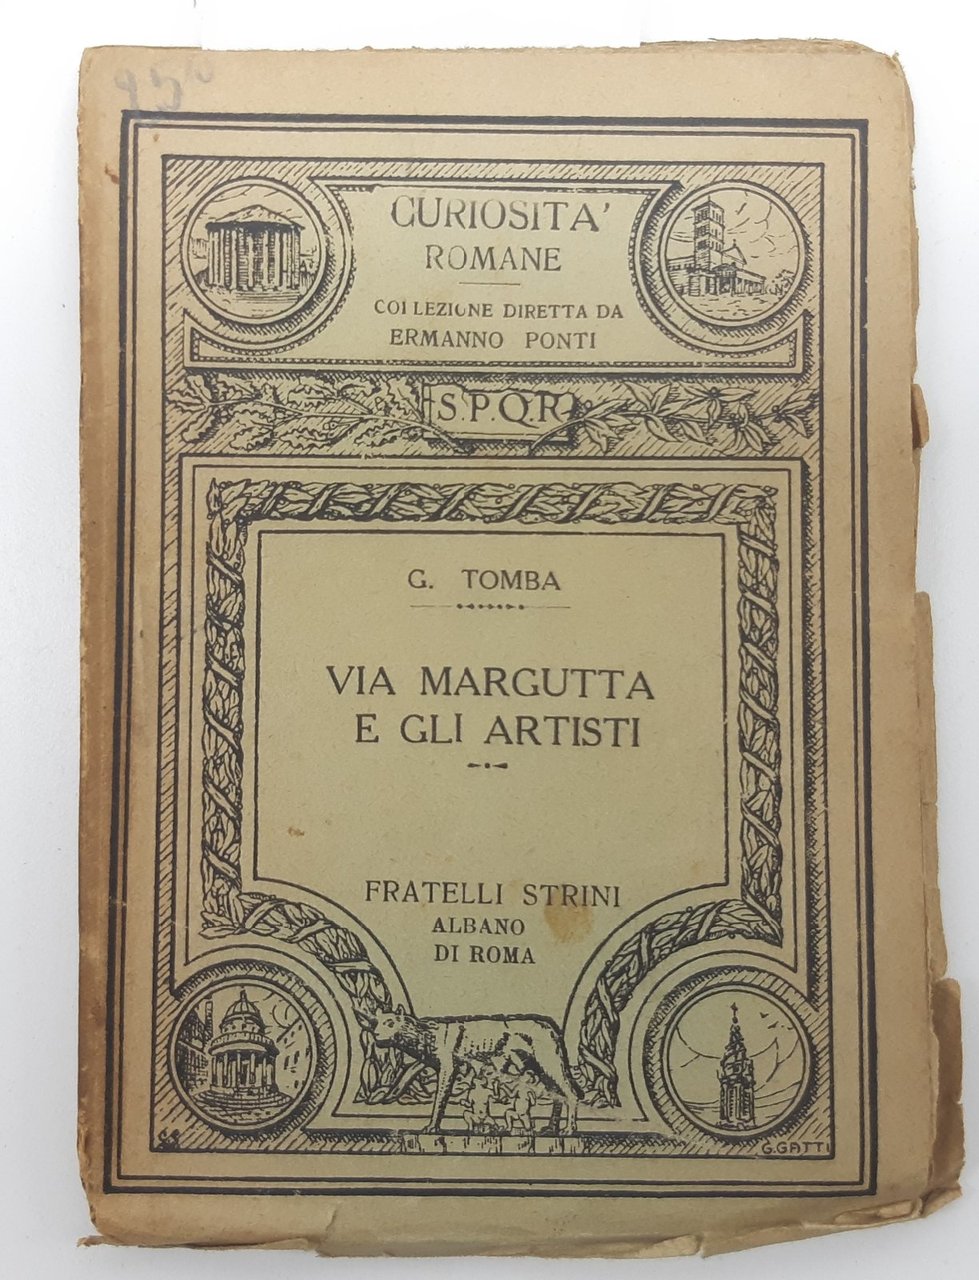 CURIOSITA'
ROMANE
COLLEZIONE DIRETTA DA
ERMANNO PONTI
S.P.Q.R
G. TOMBA
VIA MARGUTTA
E GLI ARTISTI
FRATELLI STRINI
ALBANO
DI ROMA
G. GATTI